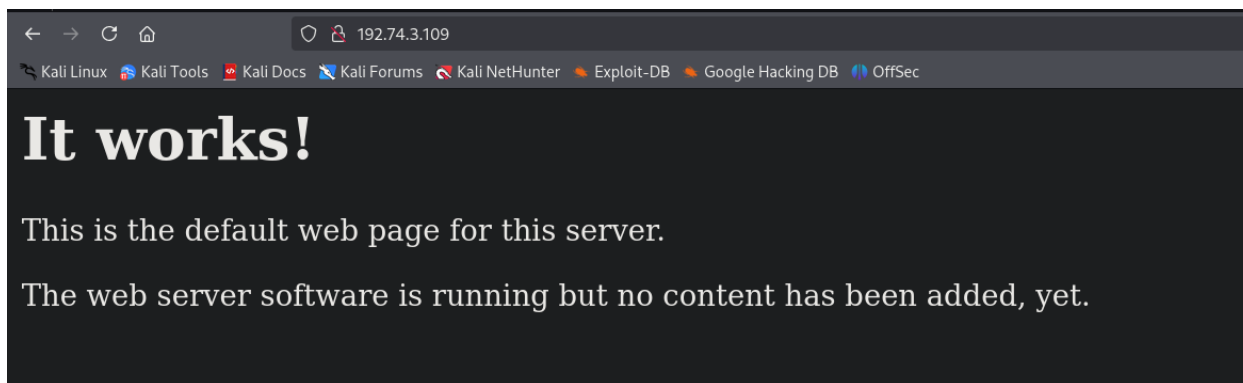 192.74.3.109
Kali Linux Kali Tools Kali Docs Kali Forums Kali NetHunter Exploit-DB Google Hacking DB OffSec
It works!
This is the default web page for this server.
The web server software is running but no content has been added, yet.